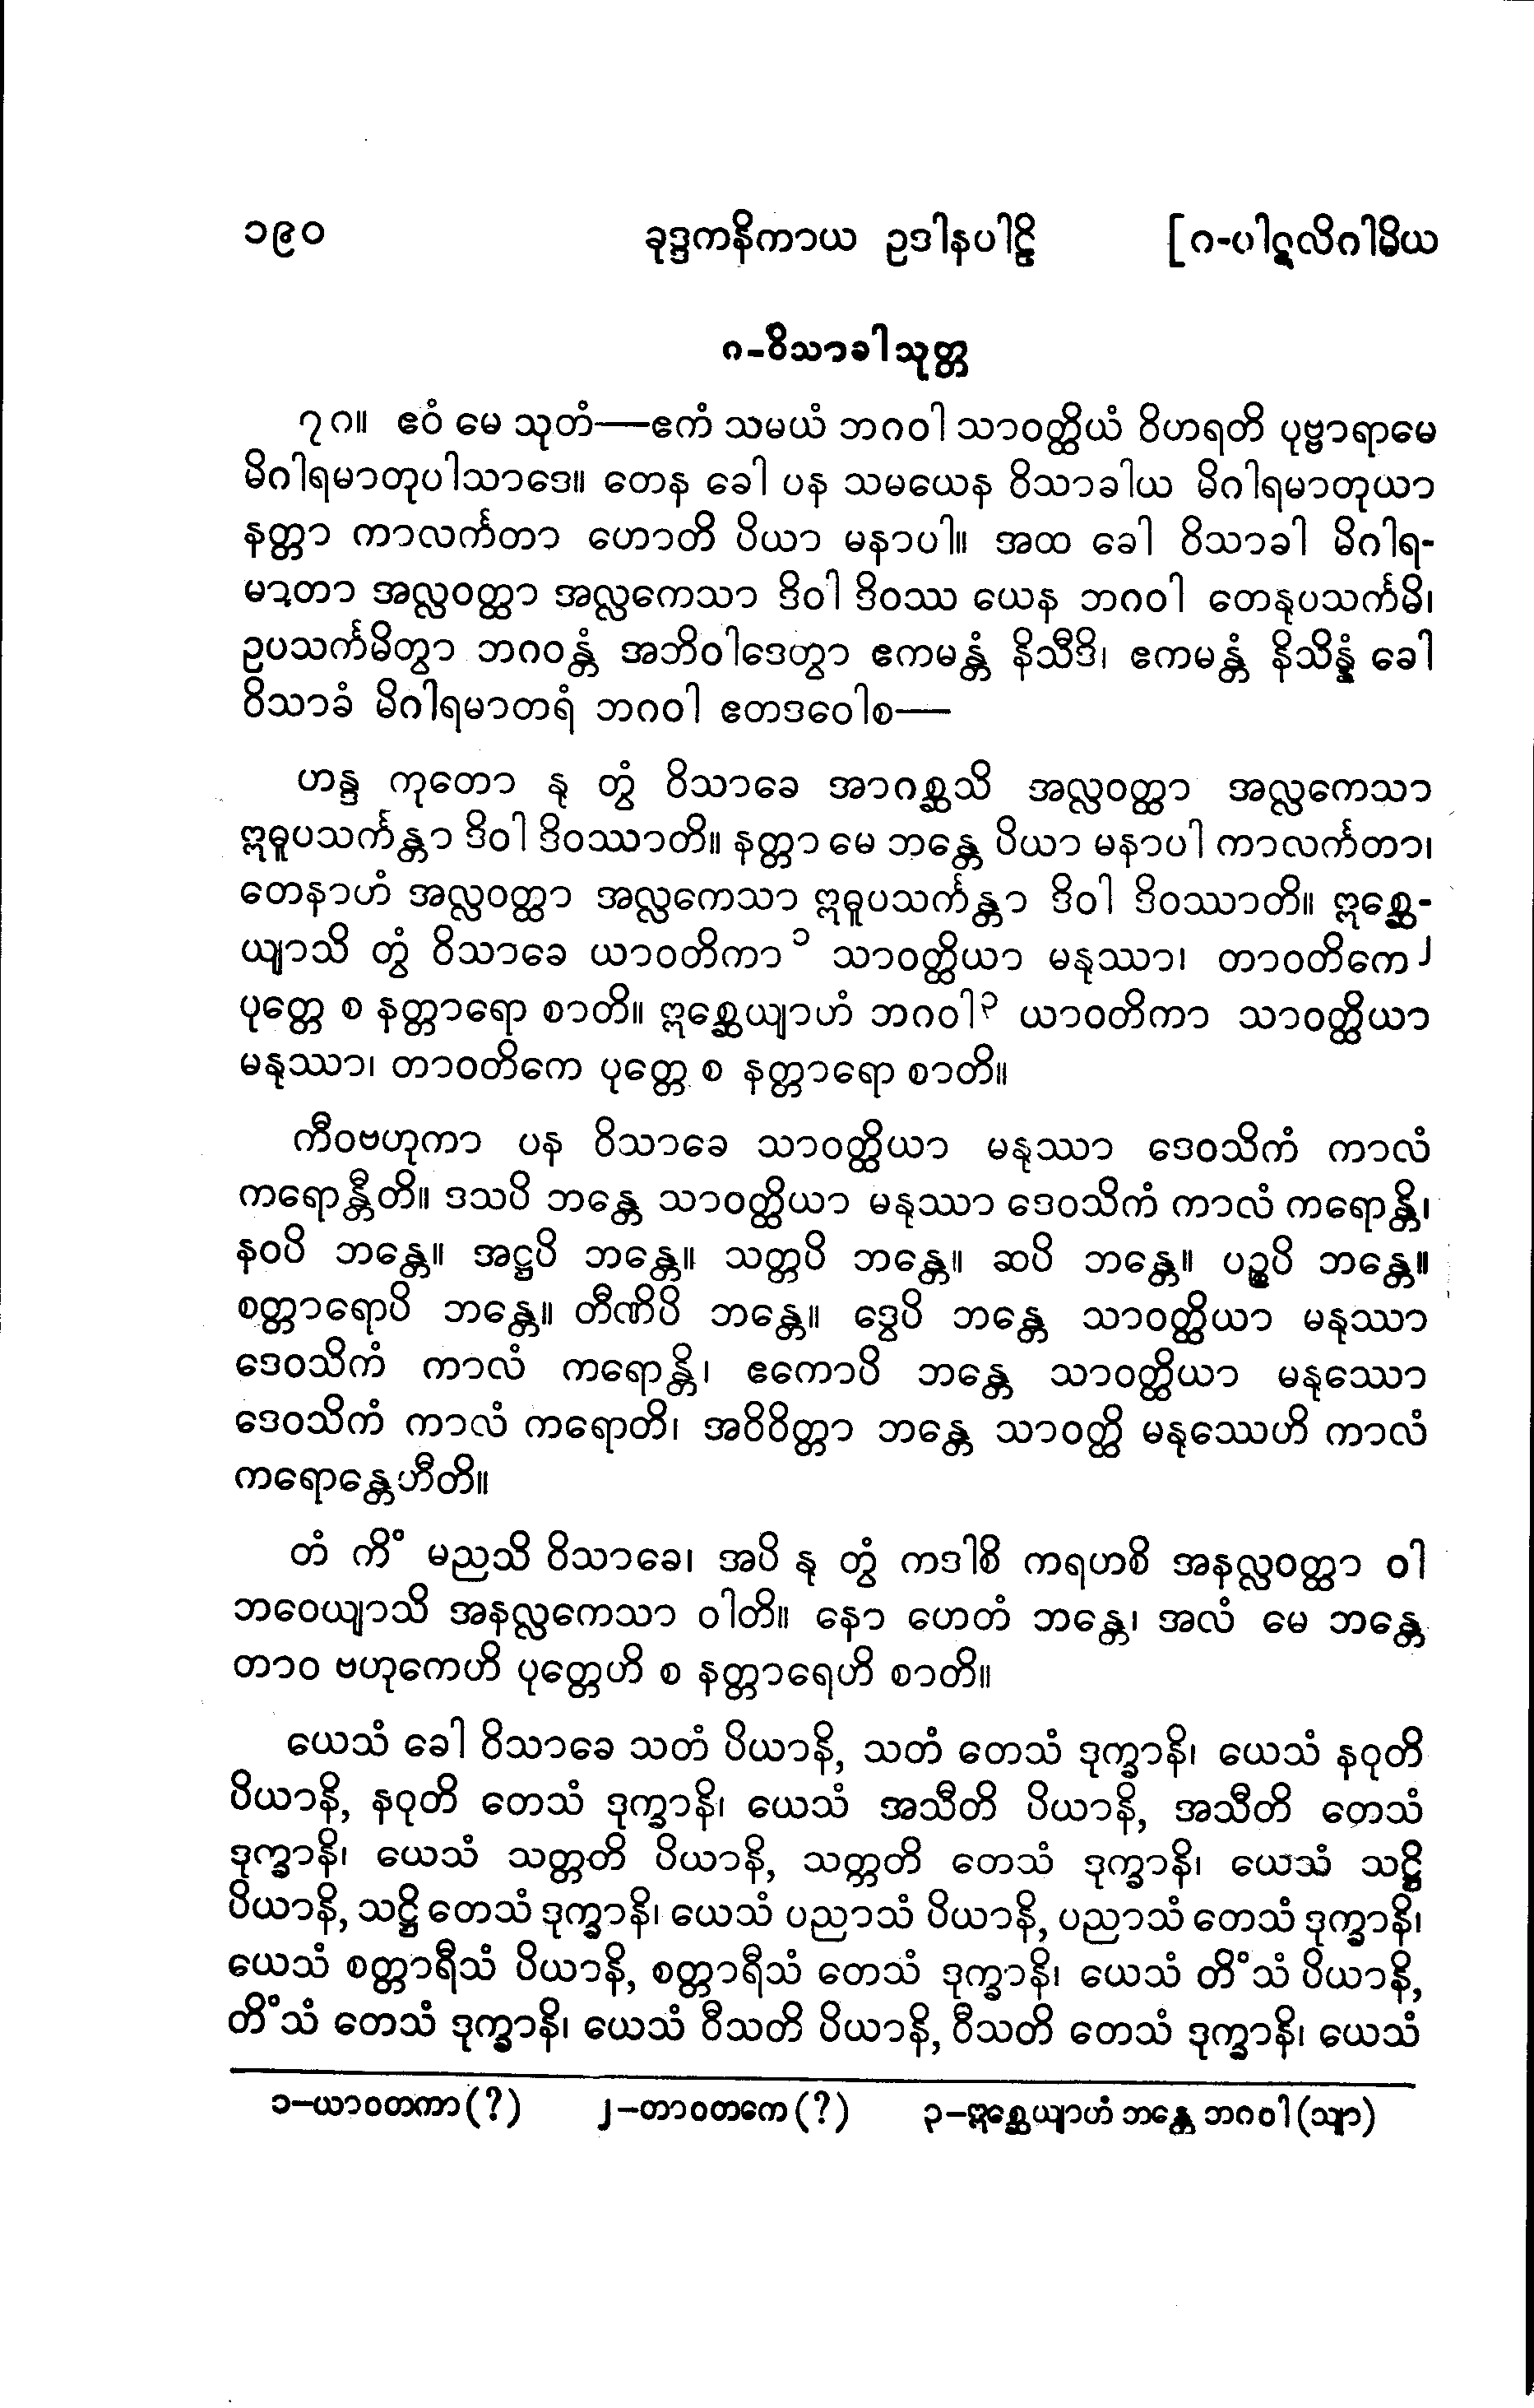 ၁၉၀ ခုဒ္ဒကနိကာယ ဥဒါနပါဠိ [၈-ပါဋလိဂါမိယ
၈-ဝိသာခါသုတ္တ
၇၈။ ဧဝံ မေ သုတံ—ဧကံ သမယံ ဘဂဝါ သာဝတ္ထိယံ ဝိဟရတိ ပုဗ္ဗာရာမေ
မိဂါရမာတုပါသာဒေ။ တေန ခေါ ပန သမယေန ဝိသာခါယ မိဂါရမာတုယာ
နတ္တာ ကာလင်္ကတာ ဟောတိ ပိယာ မနာပါ။ အထ ခေါ ဝိသာခါ မိဂါရ-
မာတာ အလ္လဝတ္ထာ အလ္လကေသာ ဒိဝါ ဒိဝဿ ယေန ဘဂဝါ တေနုပသင်္ကမိ၊
ဥပသင်္ကမိတွာ ဘဂဝန္တံ အဘိဝါဒေတွာ ဧကမန္တံ နိသီဒိ၊ ဧကမန္တံ နိသိန္နံ ခေါ
ဝိသာခံ မိဂါရမာတရံ ဘဂဝါ ဧတဒဝေါစ—
ဟန္ဒ ကုတော နု တွံ ဝိသာခေ အာဂစ္ဆသိ အလ္လဝတ္ထာ အလ္လကေသာ
ဣဓူပသင်္ကန္တာ ဒိဝါ ဒိဝဿာတိ။ နတ္တာ မေ ဘန္တေ ပိယာ မနာပါ ကာလင်္ကတာ၊
တေနာဟံ အလ္လဝတ္ထာ အလ္လကေသာ ဣဓူပသင်္ကန္တာ ဒိဝါ ဒိဝဿာတိ။ ဣစ္ဆေ-
ယျာသိ တွံ ဝိသာခေ ယာဝတိကာ ၁ သာဝတ္ထိယာ မနုဿာ၊ တာဝတိကေ ၂
ပုတ္တေ စ နတ္တာရော စာတိ။ ဣစ္ဆေယျာဟံ ဘဂဝါ ၃ ယာဝတိကာ သာဝတ္ထိယာ
မနုဿာ၊ တာဝတိကေ ပုတ္တေ စ နတ္တာရော စာတိ။
ကီဝဗဟုကာ ပန ဝိသာခေ သာဝတ္ထိယာ မနုဿာ ဒေဝသိကံ ကာလံ
ကရောန္တီတိ။ ဒသပိ ဘန္တေ သာဝတ္ထိယာ မနုဿာ ဒေဝသိကံ ကာလံ ကရောန္တိ၊
နဝပိ ဘန္တေ။ အဋ္ဌပိ ဘန္တေ။ သတ္တပိ ဘန္တေ။ ဆပိ ဘန္တေ။ ပဉ္စပိ ဘန္တေ။
စတ္တာရောပိ ဘန္တေ။ တီဏိပိ ဘန္တေ။ ဒွေပိ ဘန္တေ သာဝတ္ထိယာ မနုဿာ
ဒေဝသိကံ ကာလံ ကရောန္တိ၊ ဧကောပိ ဘန္တေ သာဝတ္ထိယာ မနုဿော
ဒေဝသိကံ ကာလံ ကရောတိ၊ အဝိဝိတ္တာ ဘန္တေ သာဝတ္ထိ မနုဿေဟိ ကာလံ
ကရောန္တေဟီတိ။
တံ ကိံ မညသိ ဝိသာခေ၊ အပိ နု တွံ ကဒါစိ ကရဟစိ အနလ္လဝတ္ထာ ဝါ
ဘဝေယျာသိ အနလ္လကေသာ ဝါတိ။ နော ဟေတံ ဘန္တေ၊ အလံ မေ ဘန္တေ
တာဝ ဗဟုကေဟိ ပုတ္တေဟိ စ နတ္တာရေဟိ စာတိ။
ယေသံ ခေါ ဝိသာခေ သတံ ပိယာနိ, သတံ တေသံ ဒုက္ခာနိ၊ ယေသံ နဝုတိ
ပိယာနိ, နဝုတိ တေသံ ဒုက္ခာနိ၊ ယေသံ အသီတိ ပိယာနိ, အသီတိ တေသံ
ဒုက္ခာနိ၊ ယေသံ သတ္တတိ ပိယာနိ, သတ္တတိ တေသံ ဒုက္ခာနိ၊ ယေသံ သဋ္ဌိ
ပိယာနိ, သဋ္ဌိ တေသံ ဒုက္ခာနိ၊ ယေသံ ပညာသံ ပိယာနိ, ပညာသံ တေသံ ဒုက္ခာနိ၊
ယေသံ စတ္တာရီသံ ပိယာနိ, စတ္တာရီသံ တေသံ ဒုက္ခာနိ၊ ယေသံ တိံသံ ပိယာနိ,
တိံသံ တေသံ ဒုက္ခာနိ၊ ယေသံ ဝီသတိ ပိယာနိ, ဝီသတိ တေသံ ဒုက္ခာနိ၊ ယေသံ
၁–ယာဝတကာ (?) ၂–တာဝတကေ (?) ၃–ဣစ္ဆေယျာဟံ ဘန္တေ ဘဂဝါ (သျာ)